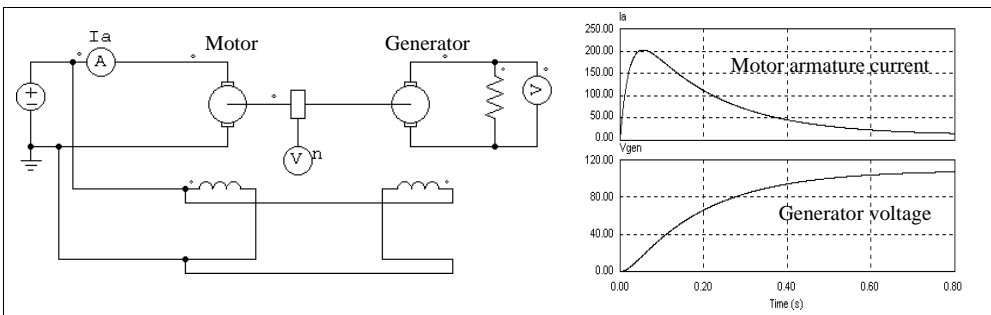 Ia
A
Motor
Generator
V
V
n
Ia
250.00
200.00
150.00
100.00
50.00
0.00
Motor armature current
Vgen
120.00
80.00
40.00
0.00
Generator voltage
0.00 0.20 0.40 0.60 0.80
Time (s)